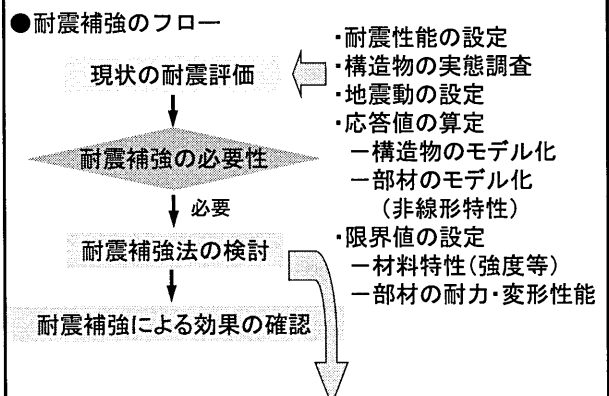 ●耐震補強のフロー
現状の耐震評価
耐震補強の必要性
必要
耐震補強法の検討
耐震補強による効果の確認
・耐震性能の設定
・構造物の実態調査
・地震動の設定
・応答値の算定
－構造物のモデル化
－部材のモデル化
（非線形特性）
・限界値の設定
－材料特性（強度等）
－部材の耐力・変形性能